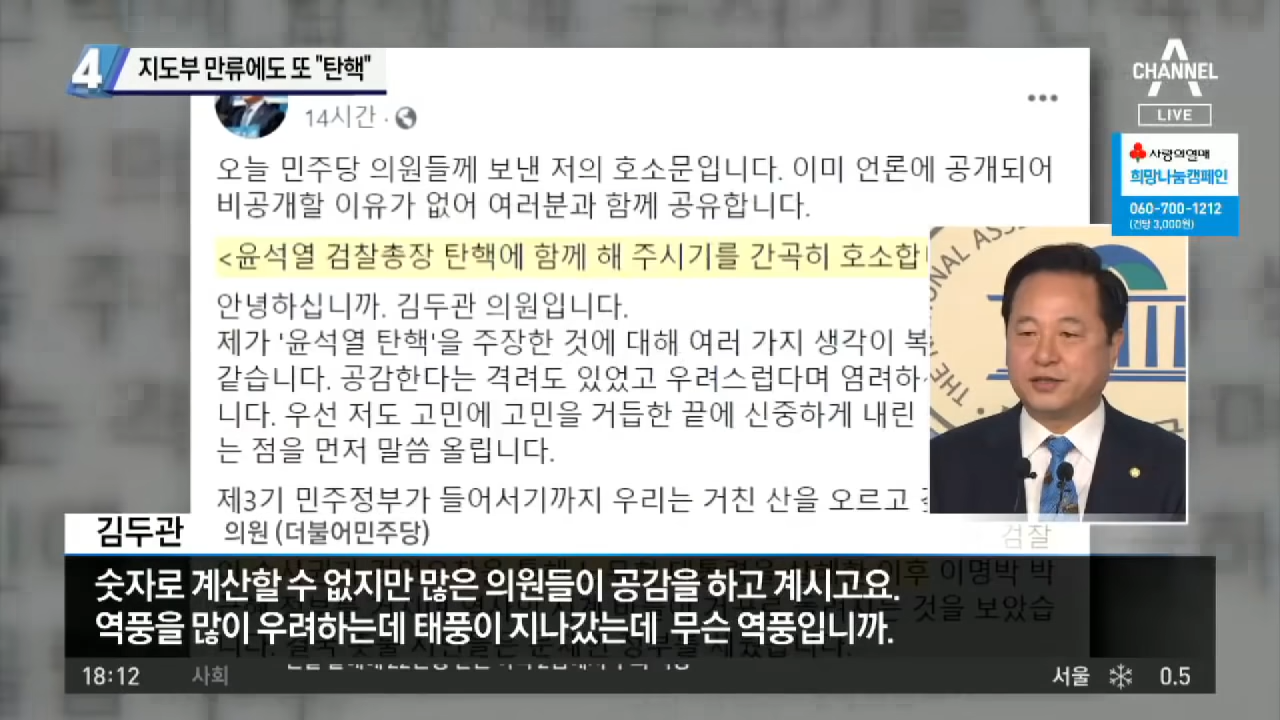 4
지도부 만류에도 또 "탄핵"
CHANNEL
LIVE
사랑의열매
희망나눔캠페인
060-700-1212
(건당 3,000원)
14시간 ·
오늘 민주당 의원들께 보낸 저의 호소문입니다. 이미 언론에 공개되어
비공개할 이유가 없어 여러분과 함께 공유합니다.
<윤석열 검찰총장 탄핵에 함께 해 주시기를 간곡히 호소합
안녕하십니까. 김두관 의원입니다.
제가 '윤석열 탄핵'을 주장한 것에 대해 여러 가지 생각이 복
같습니다. 공감한다는 격려도 있었고 우려스럽다며 염려하
니다. 우선 저도 고민에 고민을 거듭한 끝에 신중하게 내린
는 점을 먼저 말씀 올립니다.
제3기 민주정부가 들어서기까지 우리는 거친 산을 오르고
검찰
이후 이명박 박
것을 보았습
김두관 의원 (더불어민주당)
숫자로 계산할 수 없지만 많은 의원들이 공감을 하고 계시고요.
역풍을 많이 우려하는데 태풍이 지나갔는데 무슨 역풍입니까.
18:12 사회
서울 0.5